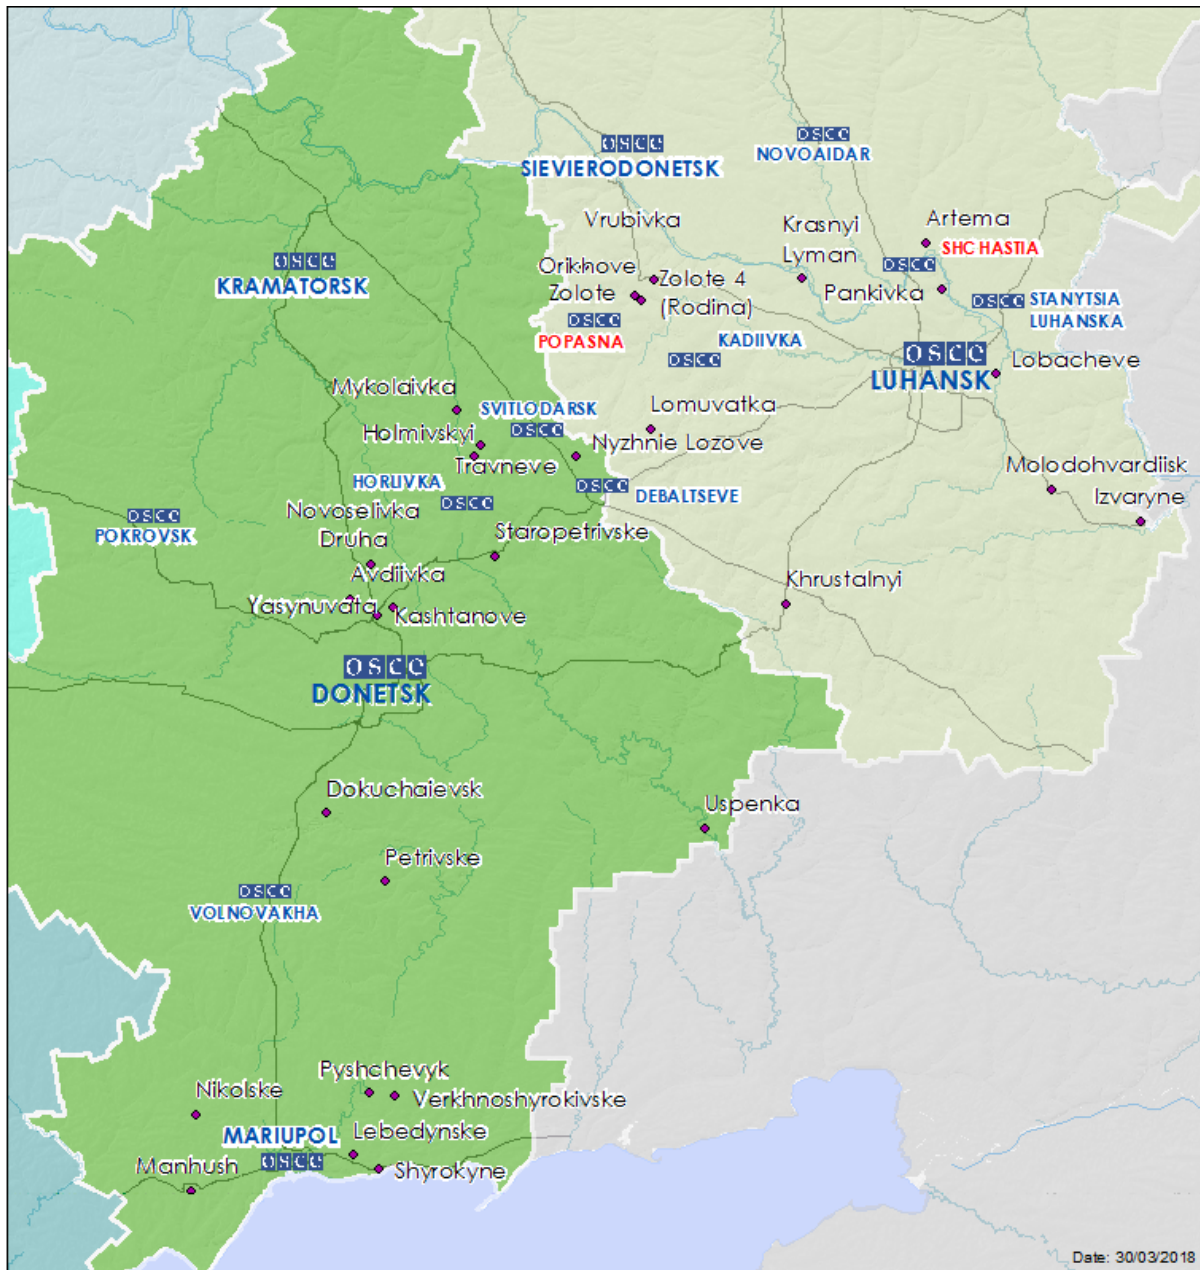 OSCE
SIEVIERODONETSK
OSCE
NOVOAIDAR
Vrubivka
Krasnyi
Lyman
Artema
SHCHASTIA
OSCE
OSCE
KRAMATORSK
Orikhove
Zolote
Zolote 4
(Rodina)
Pankivka
OSCE
STANYTSIA
LUHANSKA
OSCE
POPASNA
KADIIVKA
OSCE
OSCE
LUHANSK
Lobacheve
Mykolaivka
SVITLODARSK
OSCE
Lomuvatka
Holmivskyi
Travneve
Nyzhnie Lozove
HORLIVKA
OSCE
OSCE
DEBALTSEVE
Molodohvardiisk
Izvaryne
OSCE
POKROVSK
Novoselivka
Druha
Staropetrivske
Avdiivka
Yasynuvata
Kashtanove
Khrustalnyi
OSCE
DONETSK
Dokuchaievsk
Uspenka
Petrivske
OSCE
VOLNOVAKHA
Pyshchevyk
Nikolske
Verkhnoshyrokivske
MARIUPOL
OSCE
Lebedynske
Manhush
Shyrokyne
Date: 30/03/2018